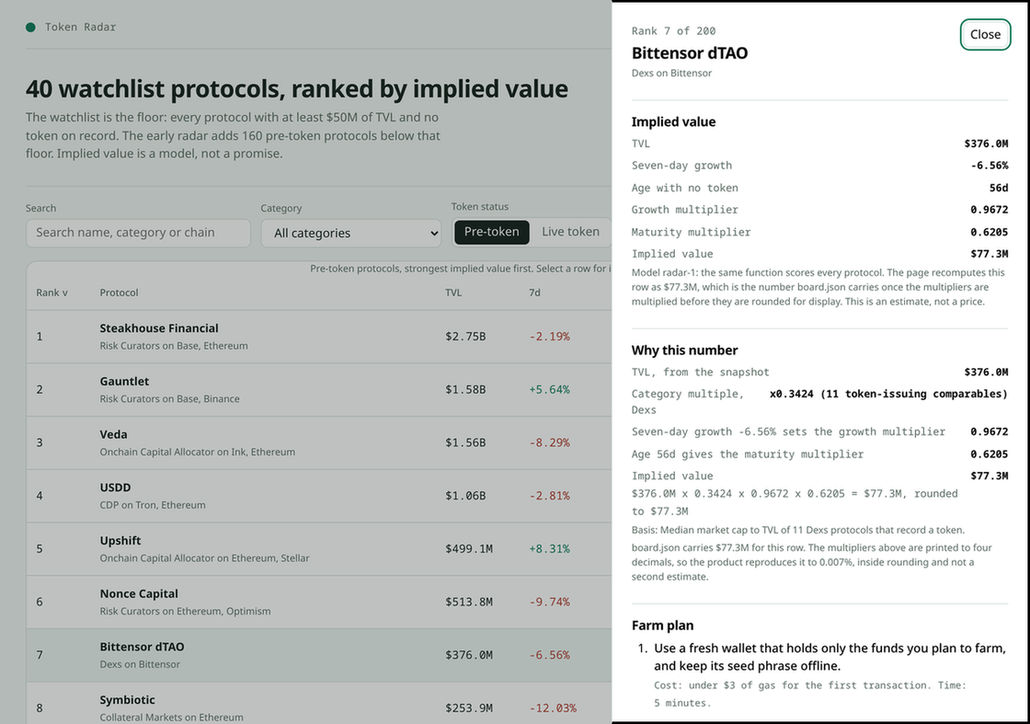 Token Radar
40 watchlist protocols, ranked by implied value
The watchlist is the floor: every protocol with at least $50M of TVL and no
token on record. The early radar adds 160 pre-token protocols below that
floor. Implied value is a model, not a promise.
Search
Category
Token status
Search name, category or chain
All categories
Pre-token
Live token
Pre-token protocols, strongest implied value first. Select a row for i
Rank v
Protocol
TVL
7d
1
Steakhouse Financial
Risk Curators on Base, Ethereum
$2.75B
-2.19%
2
Gauntlet
Risk Curators on Base, Binance
$1.58B
+5.64%
3
Veda
Onchain Capital Allocator on Ink, Ethereum
$1.56B
-8.29%
4
USDD
CDP on Tron, Ethereum
$1.06B
-2.81%
5
Upshift
Onchain Capital Allocator on Ethereum, Stellar
$499.1M
+8.31%
6
Nonce Capital
Risk Curators on Ethereum, Optimism
$513.8M
-9.74%
7
Bittensor dTAO
Dexs on Bittensor
$376.0M
-6.56%
8
Symbiotic
Collateral Markets on Ethereum
$253.9M
-12.03%
Rank 7 of 200
Bittensor dTAO
Dexs on Bittensor
Close
Implied value
TVL $376.0M
Seven-day growth -6.56%
Age with no token 56d
Growth multiplier 0.9672
Maturity multiplier 0.6205
Implied value $77.3M
Model radar-1: the same function scores every protocol. The page recomputes this
row as $77.3M, which is the number board.json carries once the multipliers are
multiplied before they are rounded for display. This is an estimate, not a price.
Why this number
TVL, from the snapshot $376.0M
Category multiple, x0.3424 (11 token-issuing comparables)
Dexs
Seven-day growth -6.56% sets the growth multiplier 0.9672
Age 56d gives the maturity multiplier 0.6205
Implied value $77.3M
$376.0M x 0.3424 x 0.9672 x 0.6205 = $77.3M, rounded
to $77.3M
Basis: Median market cap to TVL of 11 Dexs protocols that record a token.
board.json carries $77.3M for this row. The multipliers above are printed to four
decimals, so the product reproduces it to 0.007%, inside rounding and not a
second estimate.
Farm plan
1. Use a fresh wallet that holds only the funds you plan to farm,
and keep its seed phrase offline.
Cost: under $3 of gas for the first transaction. Time:
5 minutes.